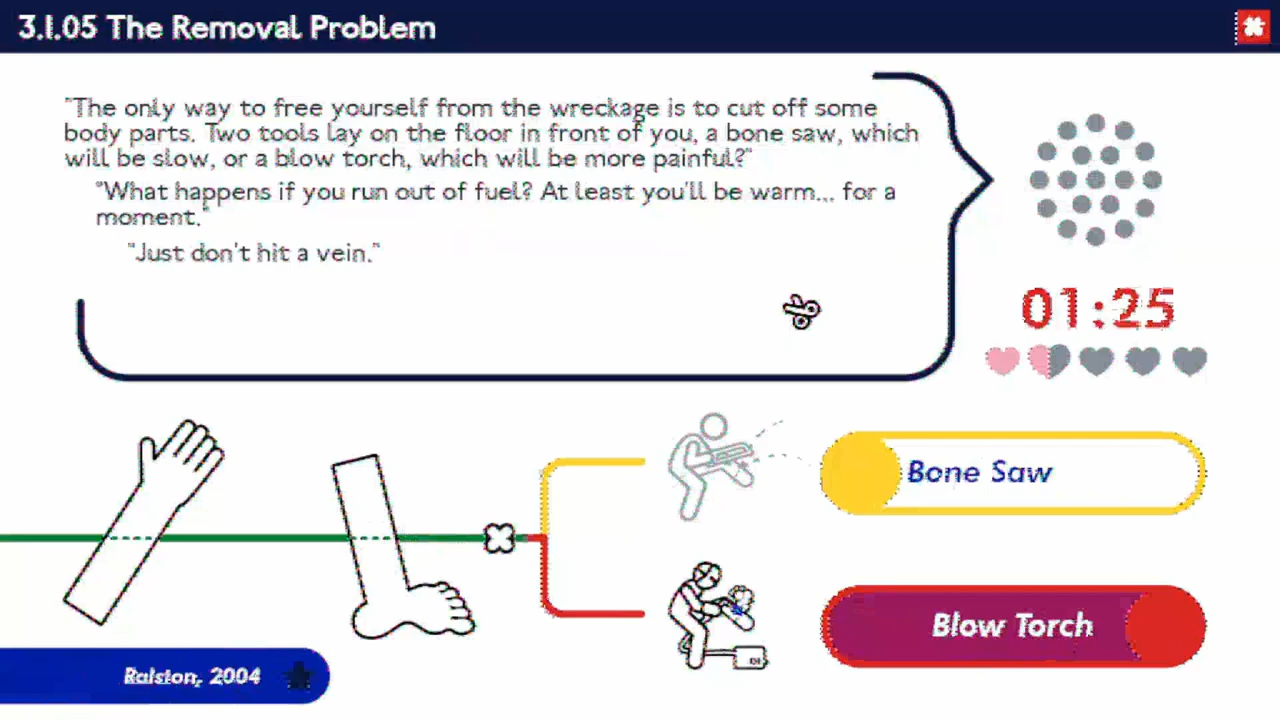 3.1.05 The Removal Problem
"The only way to free yourself from the wreckage is to cut off some
body parts. Two tools lay on the floor in front of you, a bone saw, which
will be slow, or a blow torch, which will be more painful?"
"What happens if you run out of fuel? At least you'll be warm... for a
moment."
"Just don't hit a vein."
01:25
Bone Saw
Blow Torch
Ralston, 2004